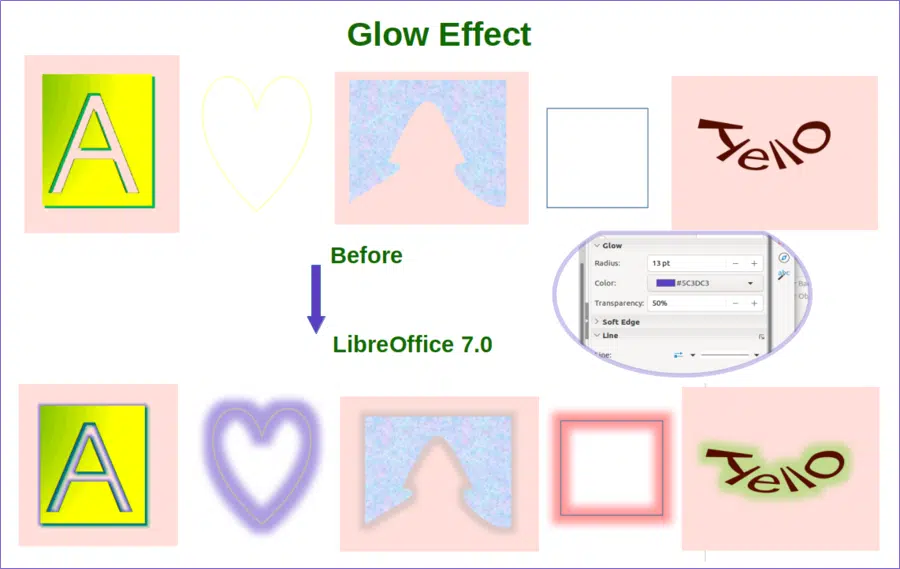 Glow Effect
A
Hello
Before
LibreOffice 7.0
Glow
Radius: 13 pt
Color: #5C3DC3
Transparency: 50%
Soft Edge
Line
abc
A
Hello